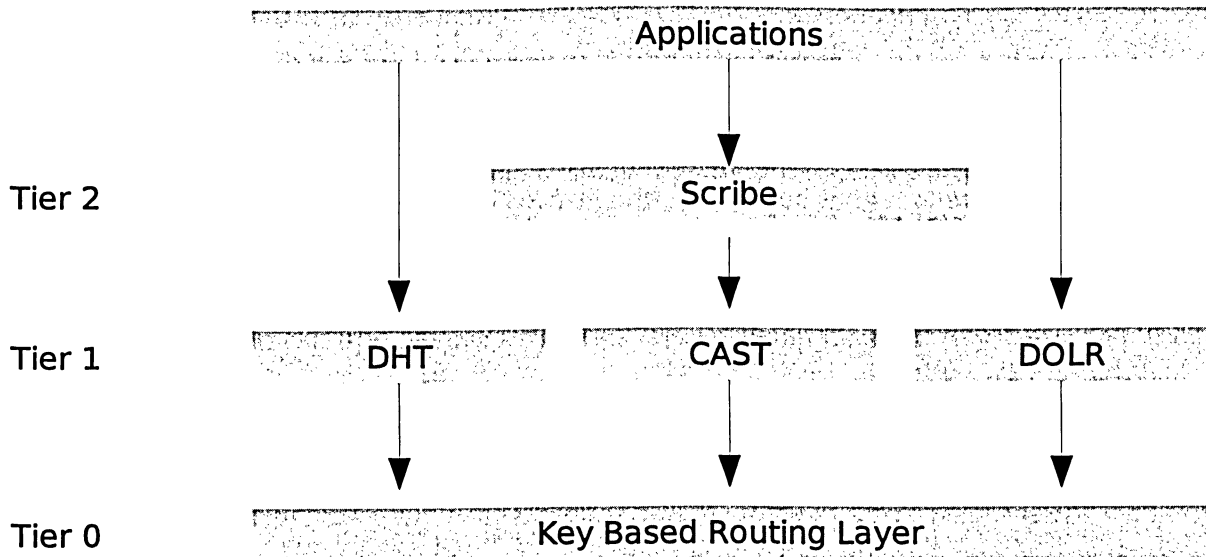 Applications
Tier 2
Scribe
Tier 1
DHT
CAST
DOLR
Tier 0
Key Based Routing Layer